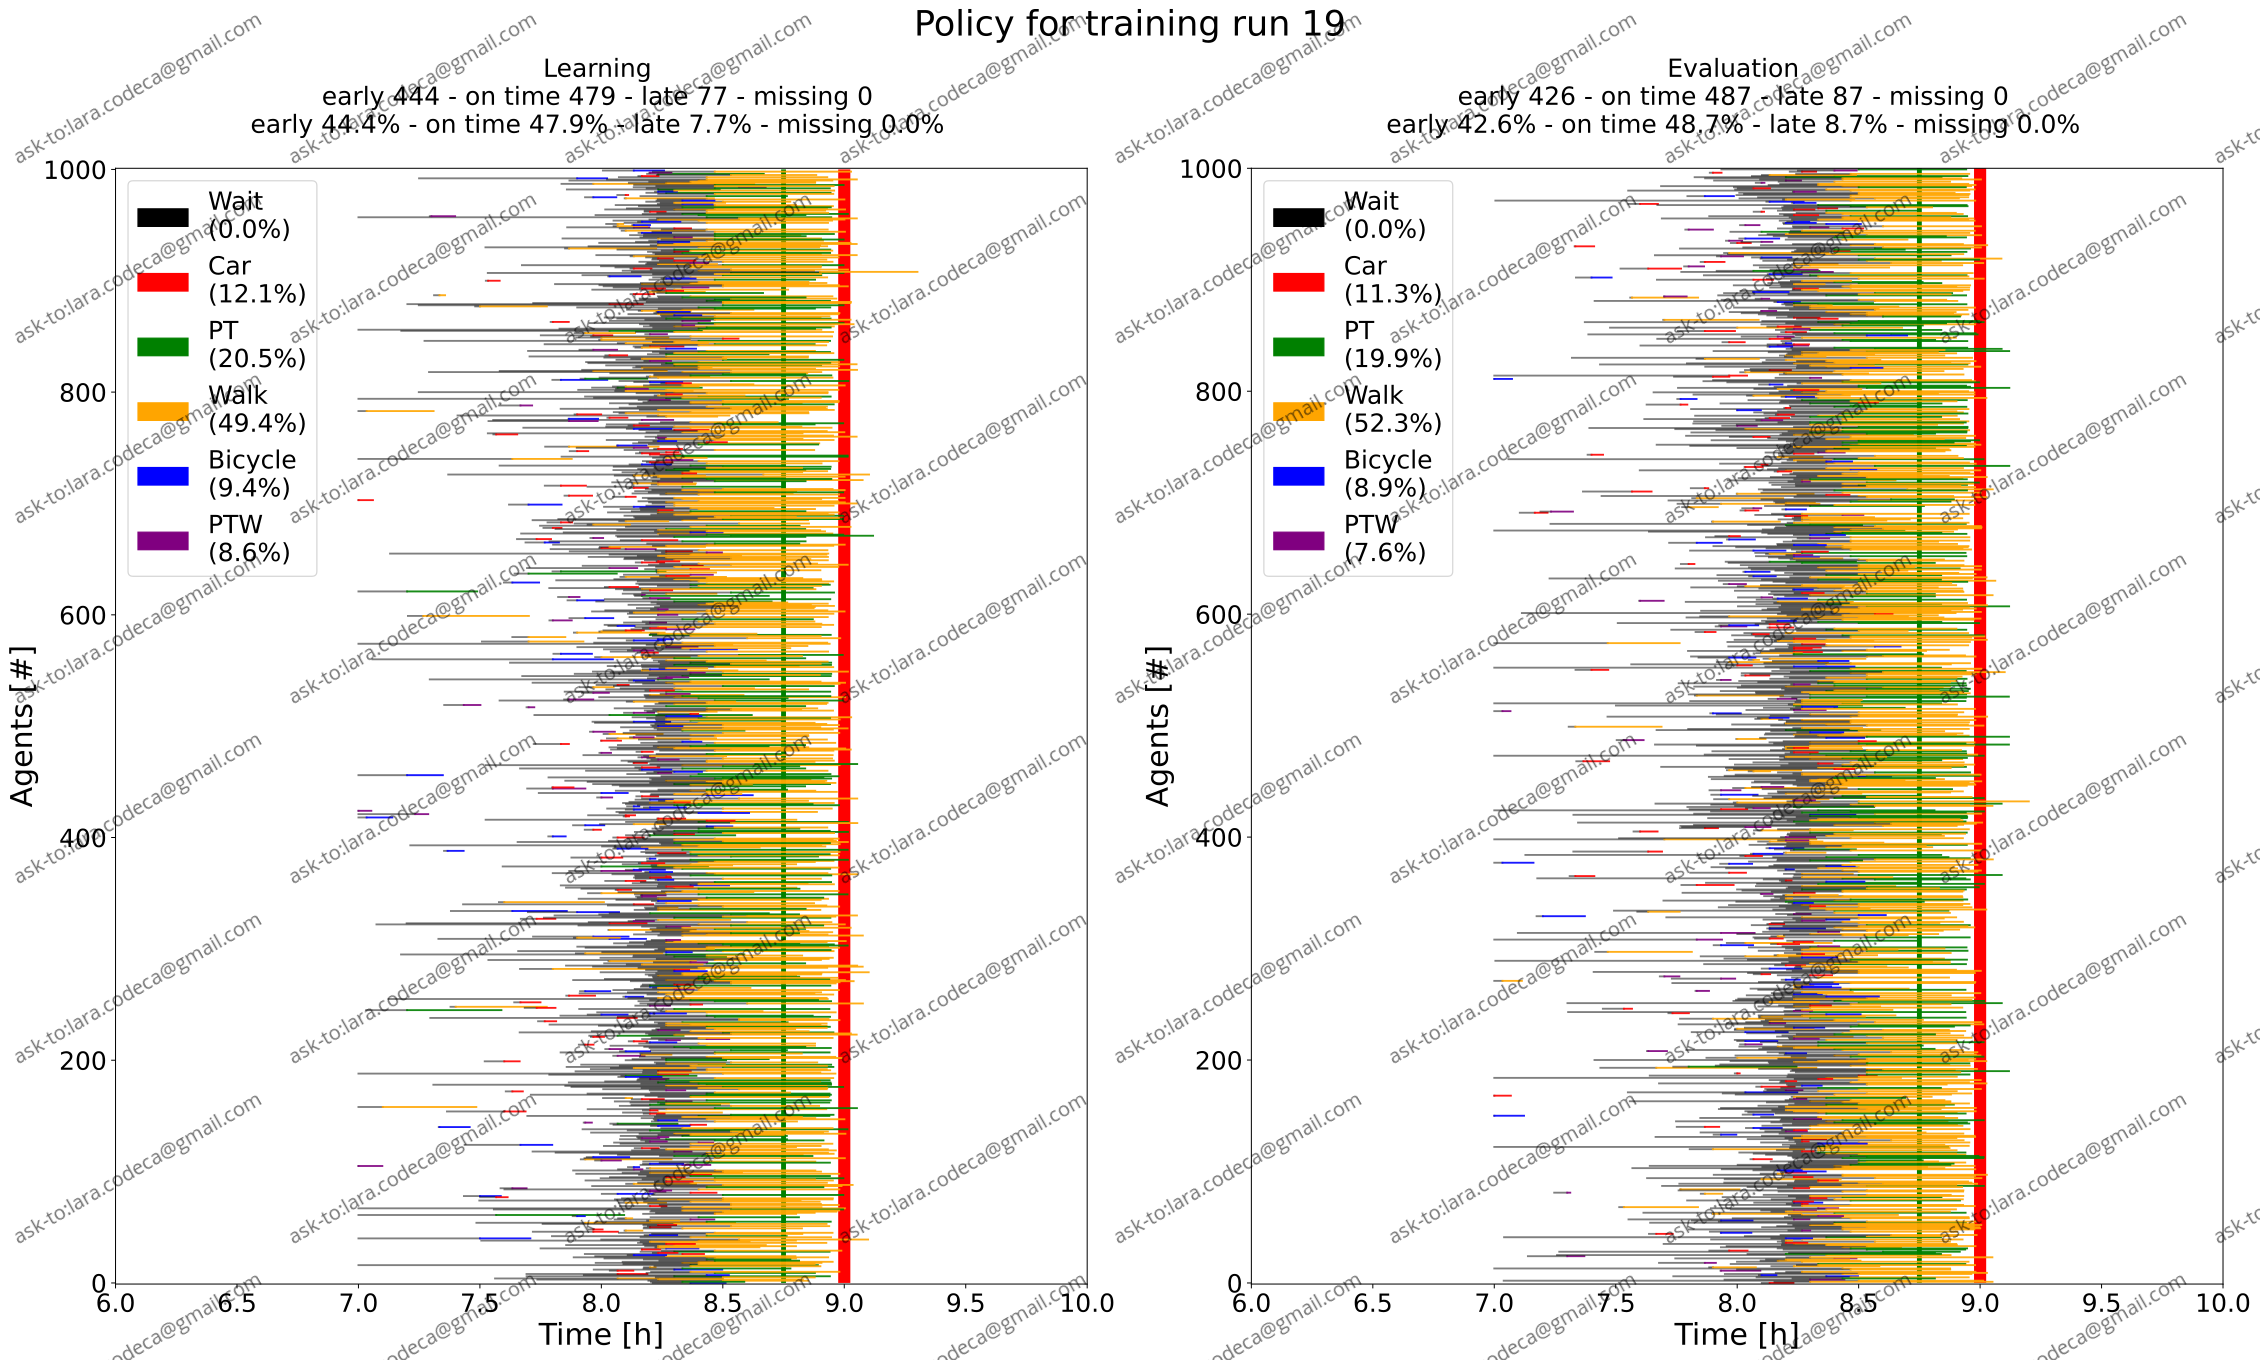 Policy for training run 19
Learning
early 444 - on time 479 - late 77 - missing 0
early 44.4% - on time 47.9% - late 7.7% - missing 0.0%
Wait
(0.0%)
Car
(12.1%)
PT
(20.5%)
Walk
(49.4%)
Bicycle
(9.4%)
PTW
(8.6%)
1000
800
600
400
200
0
Agents [#]
6.0 6.5 7.0 7.5 8.0 8.5 9.0 9.5 10.0
Time [h]
Evaluation
early 426 - on time 487 - late 87 - missing 0
early 42.6% - on time 48.7% - late 8.7% - missing 0.0%
Wait
(0.0%)
Car
(11.3%)
PT
(19.9%)
Walk
(52.3%)
Bicycle
(8.9%)
PTW
(7.6%)
1000
800
600
400
200
0
Agents [#]
6.0 6.5 7.0 7.5 8.0 8.5 9.0 9.5 10.0
Time [h]
ask-to:lara.codeca@gmail.com